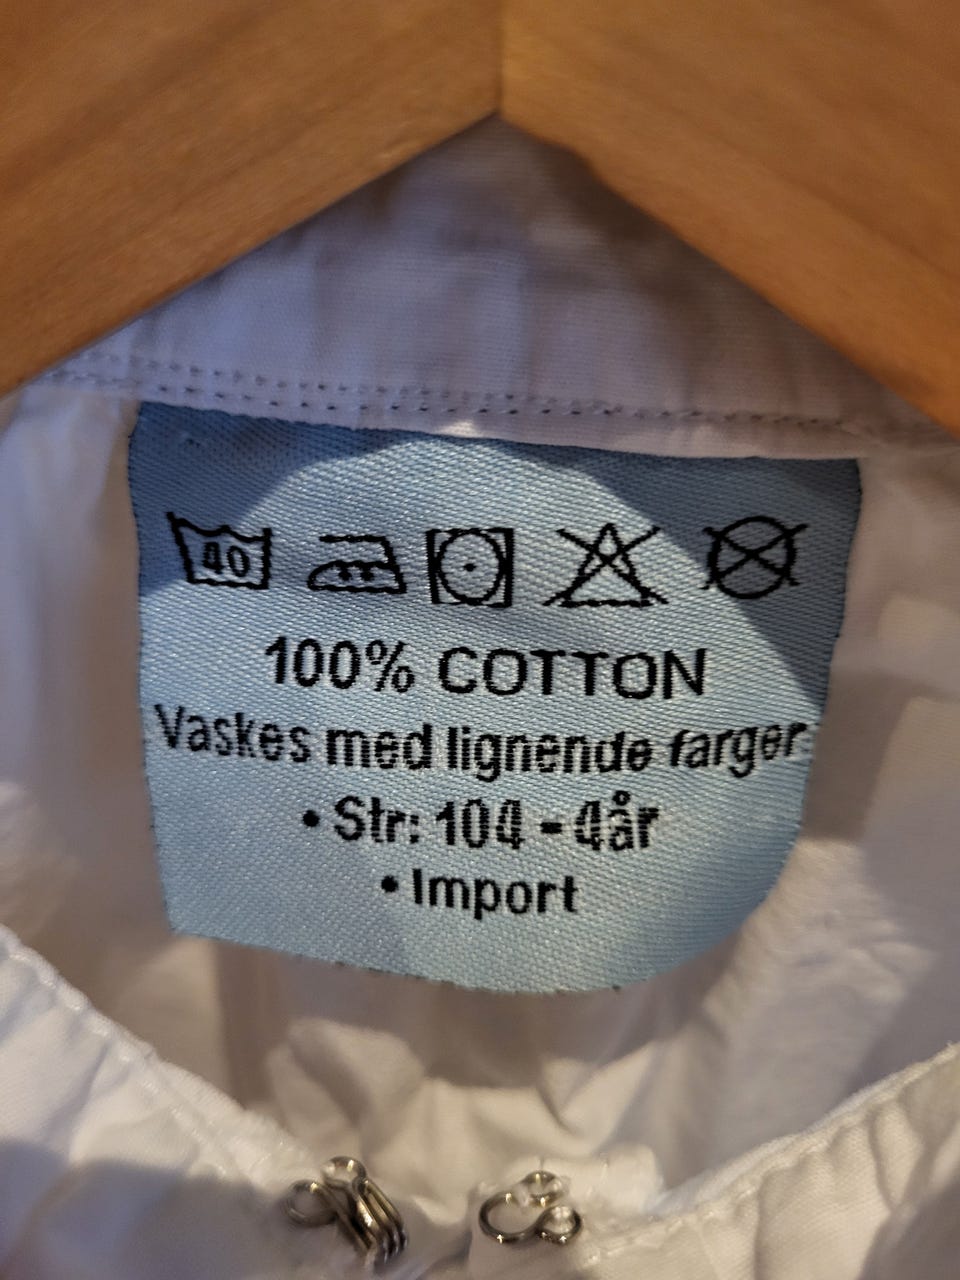 40
100% COTTON
Vaskes med lignende farger
• Str: 104 - 4år
• Import